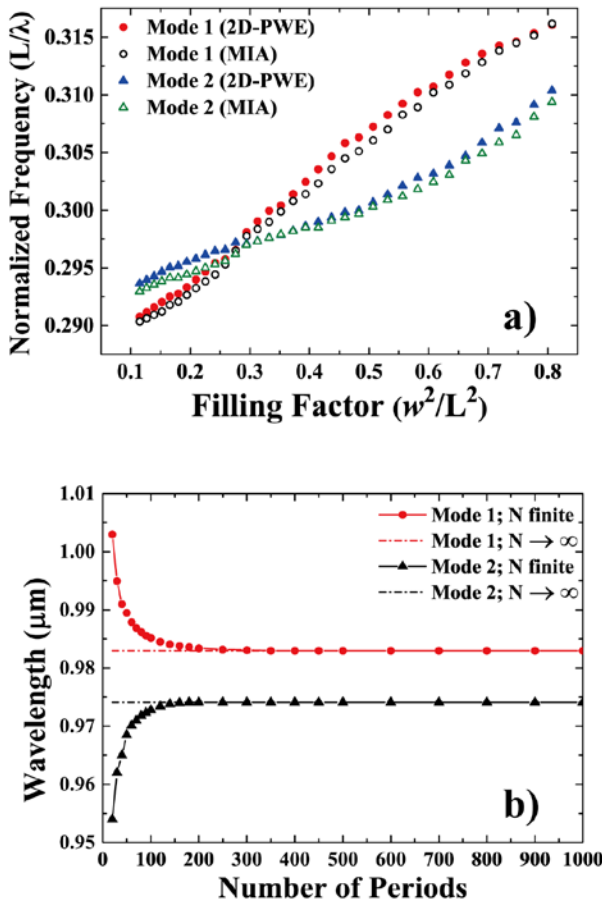 Normalized Frequency (L/λ)
0.315
0.310
0.305
0.300
0.295
0.290
Mode 1 (2D-PWE)
Mode 1 (MIA)
Mode 2 (2D-PWE)
Mode 2 (MIA)
a)
0.1 0.2 0.3 0.4 0.5 0.6 0.7 0.8
Filling Factor (w²/L²)
Wavelength (μm)
1.01
1.00
0.99
0.98
0.97
0.96
0.95
Mode 1; N finite
Mode 1; N → ∞
Mode 2; N finite
Mode 2; N → ∞
b)
0 100 200 300 400 500 600 700 800 900 1000
Number of Periods